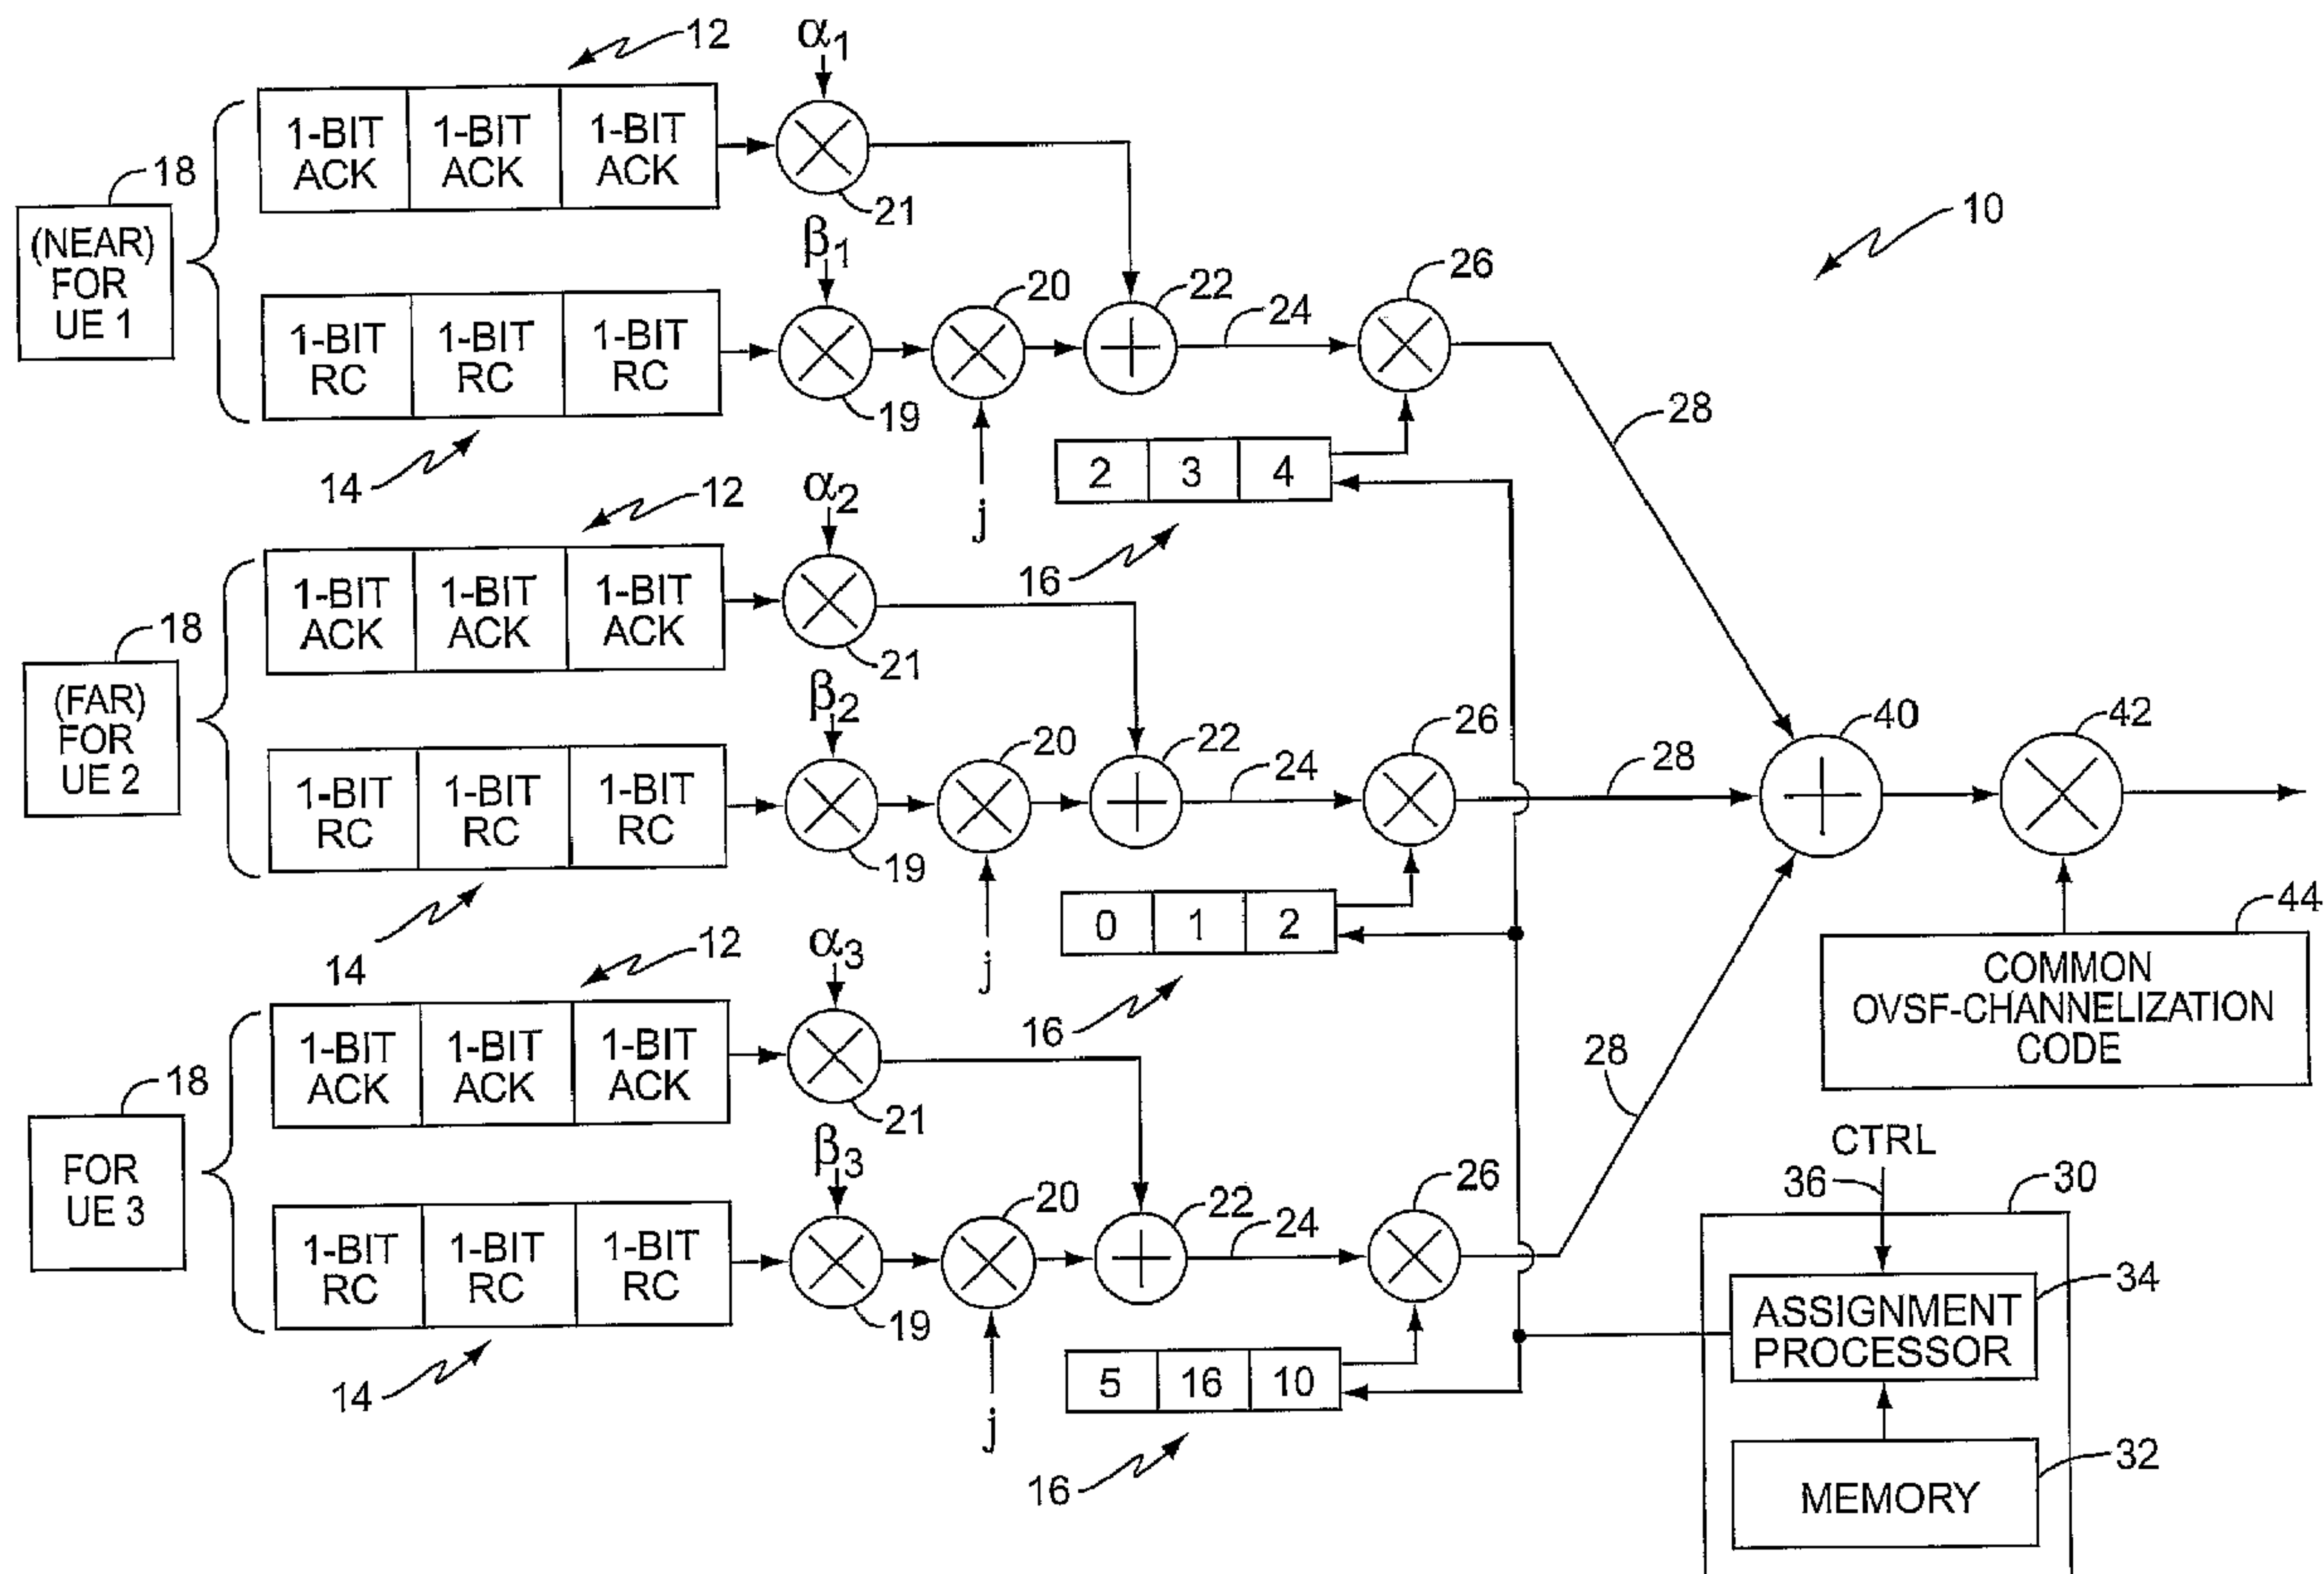 12
α1
1-BIT ACK 1-BIT ACK 1-BIT ACK
18
21
(NEAR) FOR UE 1
β1
10
20
22
24
26
1-BIT RC 1-BIT RC 1-BIT RC
19
28
14
j
2 3 4
16
12
α2
1-BIT ACK 1-BIT ACK 1-BIT ACK
18
21
(FAR) FOR UE 2
β2
20
22
24
26
28
40
42
1-BIT RC 1-BIT RC 1-BIT RC
19
14
j
0 1 2
16
44
COMMON
OVSF-CHANNELIZATION
CODE
12
α3
1-BIT ACK 1-BIT ACK 1-BIT ACK
18
21
FOR UE 3
β3
20
22
24
26
28
1-BIT RC 1-BIT RC 1-BIT RC
19
14
j
5 16 10
16
CTRL
36
30
34
ASSIGNMENT
PROCESSOR
32
MEMORY